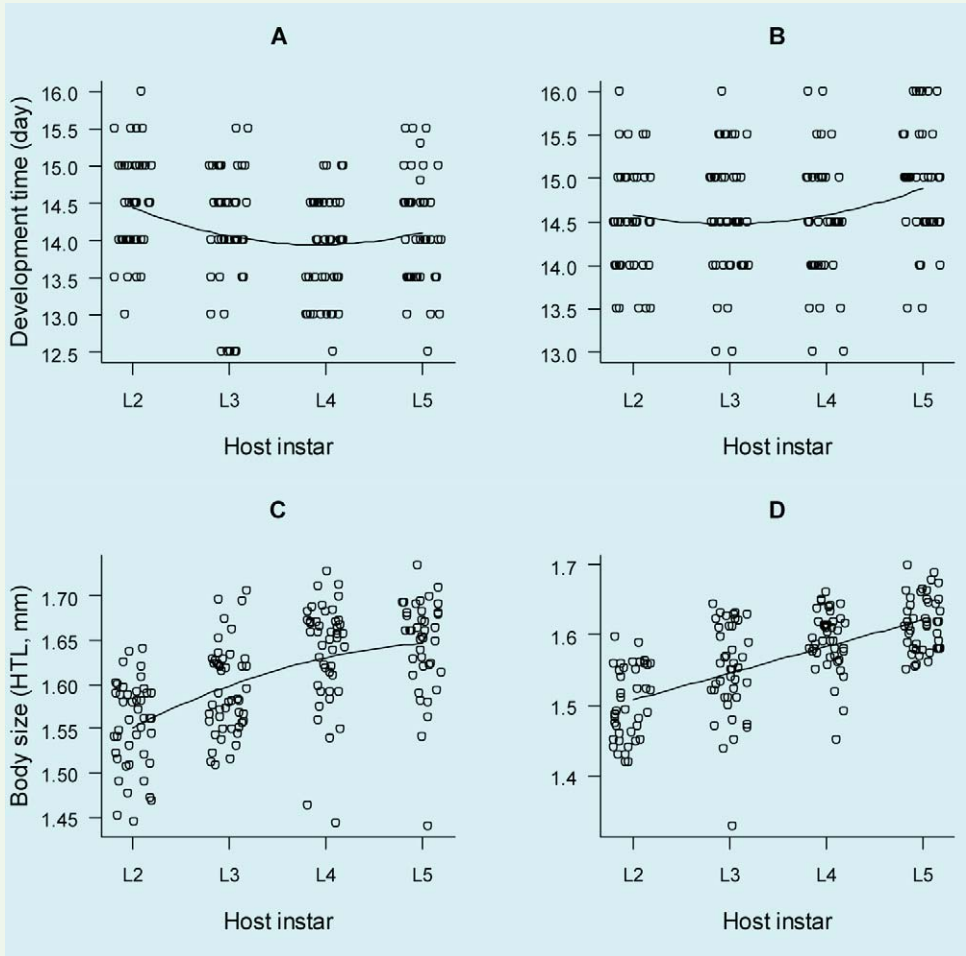 A
Development time (day)
16.0
15.5
15.0
14.5
14.0
13.5
13.0
12.5
L2 L3 L4 L5
Host instar
B
16.0
15.5
15.0
14.5
14.0
13.5
13.0
L2 L3 L4 L5
Host instar
C
Body size (HTL, mm)
1.70
1.65
1.60
1.55
1.50
1.45
L2 L3 L4 L5
Host instar
D
1.7
1.6
1.5
1.4
L2 L3 L4 L5
Host instar